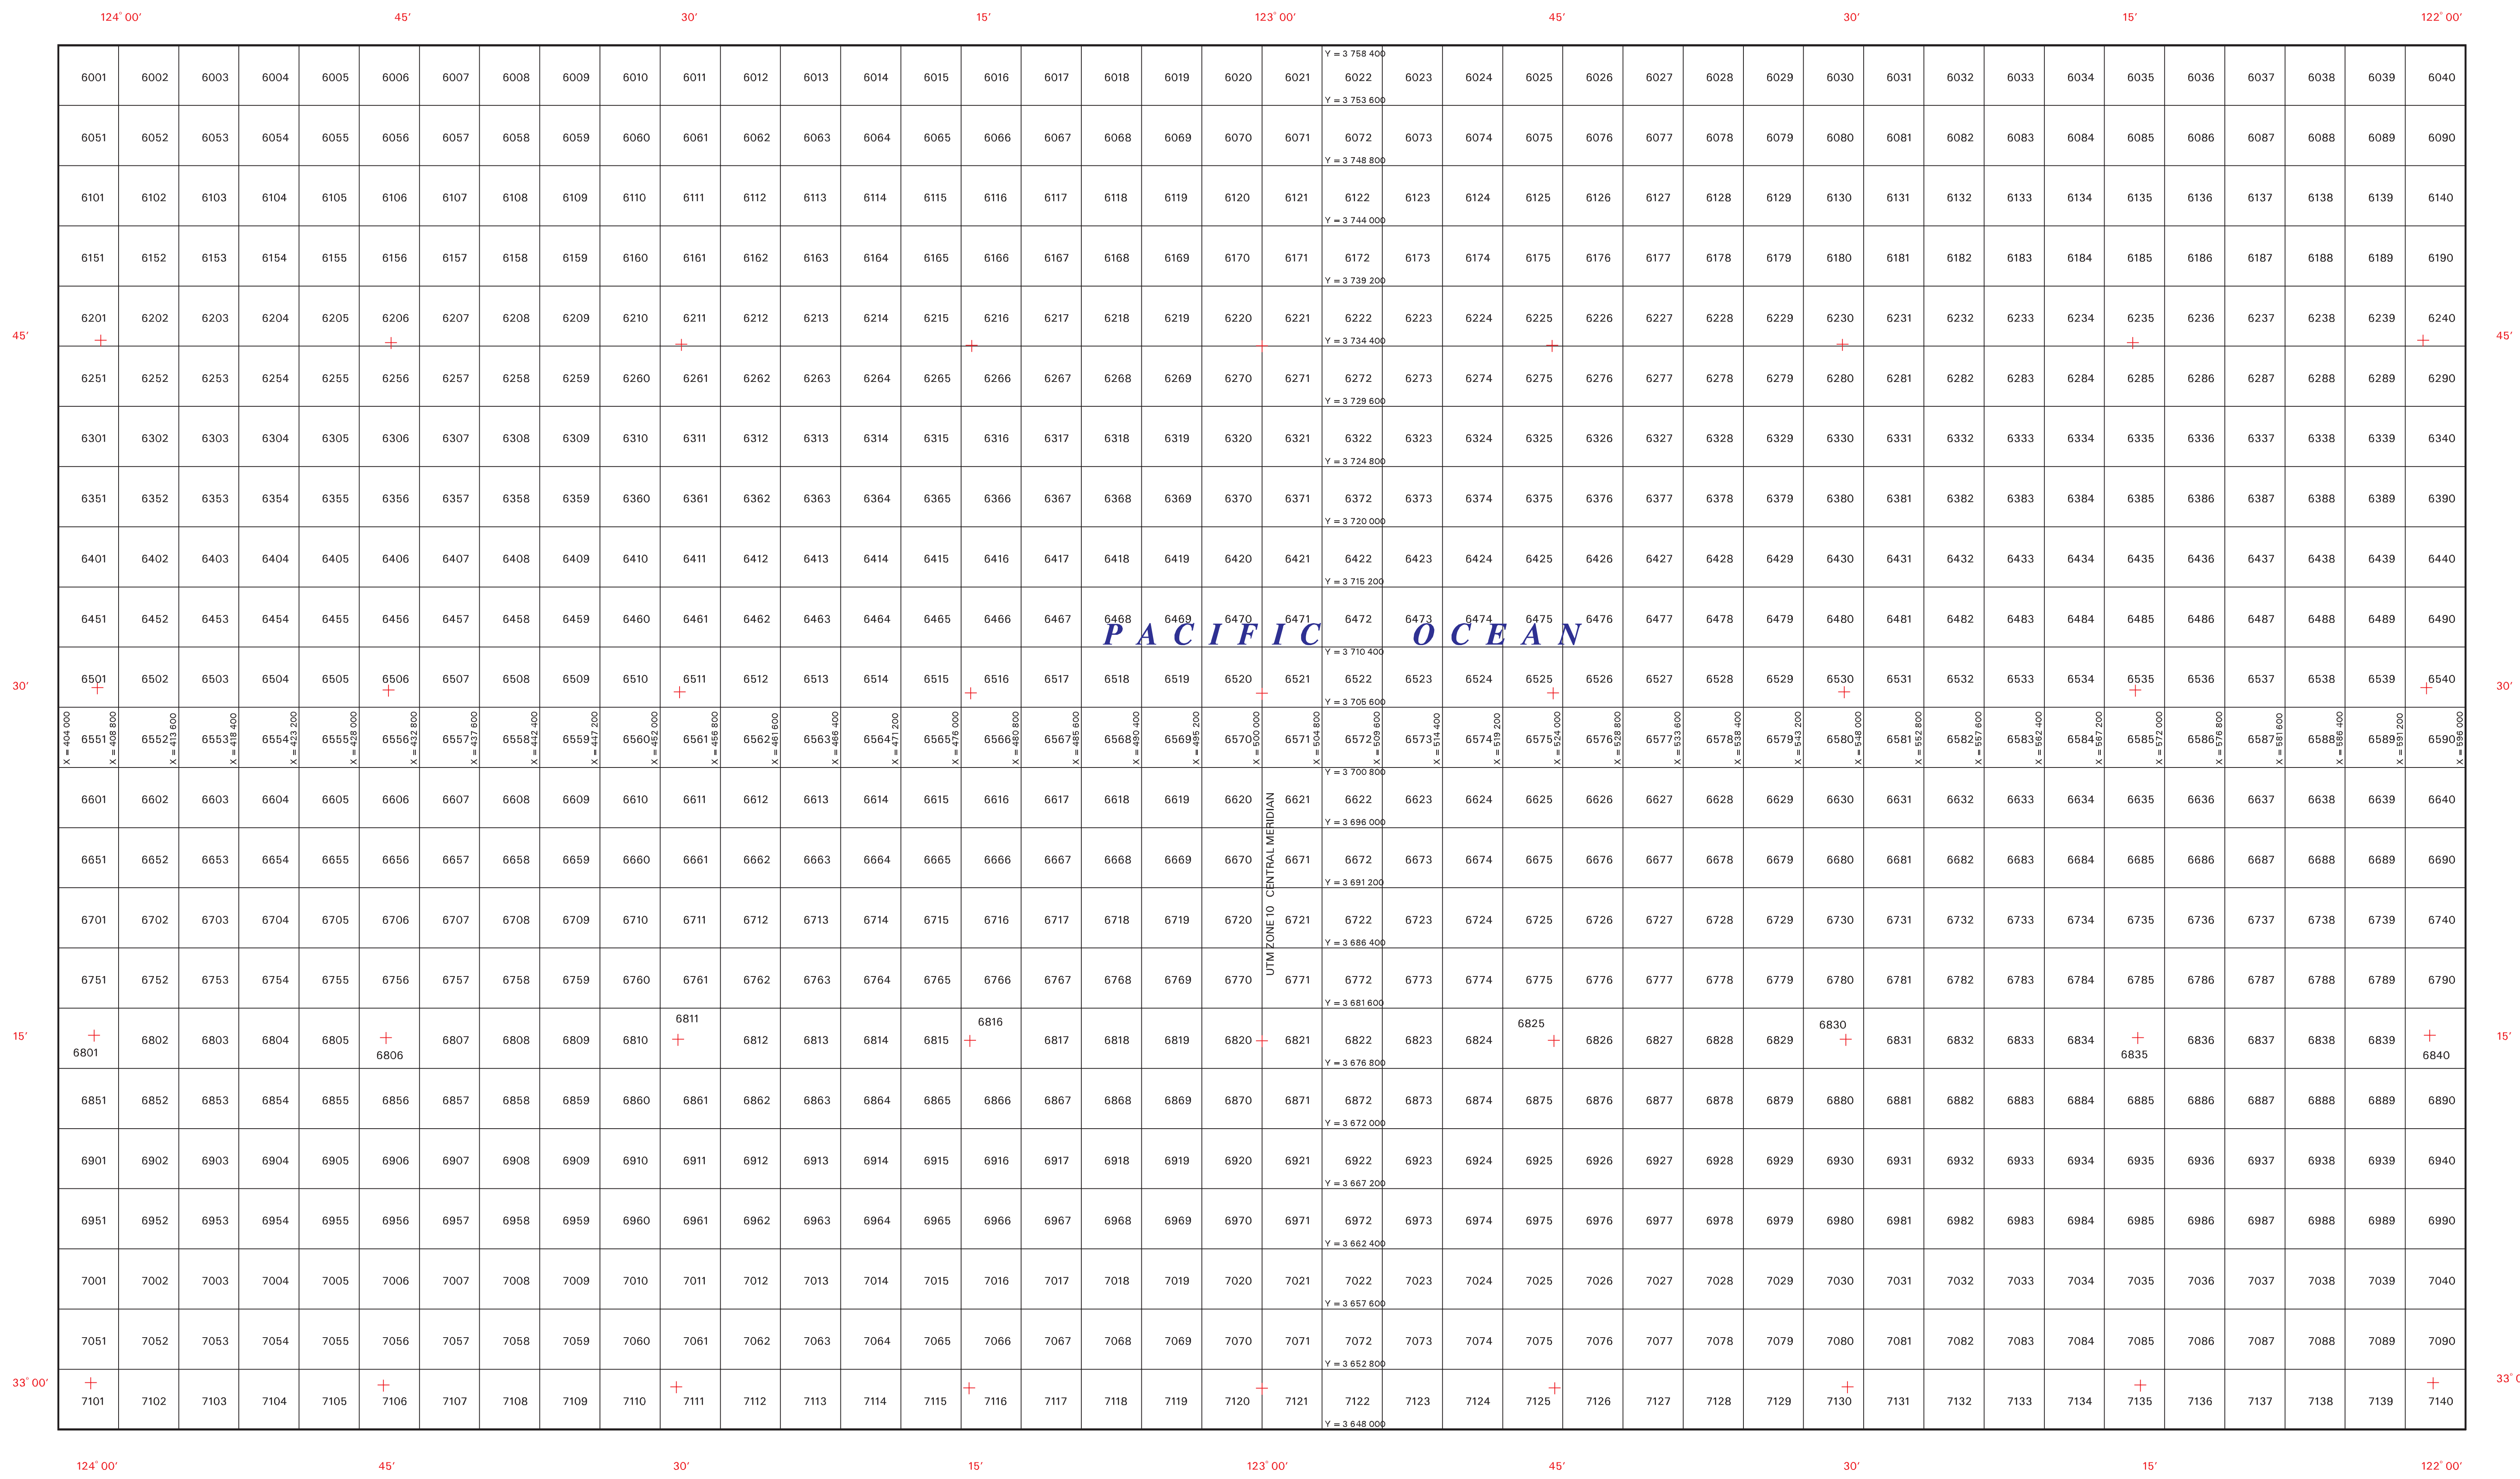 124° 00’ 45’ 30’ 15’ 123° 00’ 45’ 30’ 15’ 122° 00’
Y = 3 758 400
6001 6002 6003 6004 6005 6006 6007 6008 6009 6010 6011 6012 6013 6014 6015 6016 6017 6018 6019 6020 6021 6022 6023 6024 6025 6026 6027 6028 6029 6030 6031 6032 6033 6034 6035 6036 6037 6038 6039 6040
Y = 3 753 600
6051 6052 6053 6054 6055 6056 6057 6058 6059 6060 6061 6062 6063 6064 6065 6066 6067 6068 6069 6070 6071 6072 6073 6074 6075 6076 6077 6078 6079 6080 6081 6082 6083 6084 6085 6086 6087 6088 6089 6090
Y = 3 748 800
6101 6102 6103 6104 6105 6106 6107 6108 6109 6110 6111 6112 6113 6114 6115 6116 6117 6118 6119 6120 6121 6122 6123 6124 6125 6126 6127 6128 6129 6130 6131 6132 6133 6134 6135 6136 6137 6138 6139 6140
Y = 3 744 000
6151 6152 6153 6154 6155 6156 6157 6158 6159 6160 6161 6162 6163 6164 6165 6166 6167 6168 6169 6170 6171 6172 6173 6174 6175 6176 6177 6178 6179 6180 6181 6182 6183 6184 6185 6186 6187 6188 6189 6190
Y = 3 739 200
6201 6202 6203 6204 6205 6206 6207 6208 6209 6210 6211 6212 6213 6214 6215 6216 6217 6218 6219 6220 6221 6222 6223 6224 6225 6226 6227 6228 6229 6230 6231 6232 6233 6234 6235 6236 6237 6238 6239 6240
45’ Y = 3 734 400 45’
6251 6252 6253 6254 6255 6256 6257 6258 6259 6260 6261 6262 6263 6264 6265 6266 6267 6268 6269 6270 6271 6272 6273 6274 6275 6276 6277 6278 6279 6280 6281 6282 6283 6284 6285 6286 6287 6288 6289 6290
Y = 3 729 600
6301 6302 6303 6304 6305 6306 6307 6308 6309 6310 6311 6312 6313 6314 6315 6316 6317 6318 6319 6320 6321 6322 6323 6324 6325 6326 6327 6328 6329 6330 6331 6332 6333 6334 6335 6336 6337 6338 6339 6340
Y = 3 724 800
6351 6352 6353 6354 6355 6356 6357 6358 6359 6360 6361 6362 6363 6364 6365 6366 6367 6368 6369 6370 6371 6372 6373 6374 6375 6376 6377 6378 6379 6380 6381 6382 6383 6384 6385 6386 6387 6388 6389 6390
Y = 3 720 000
6401 6402 6403 6404 6405 6406 6407 6408 6409 6410 6411 6412 6413 6414 6415 6416 6417 6418 6419 6420 6421 6422 6423 6424 6425 6426 6427 6428 6429 6430 6431 6432 6433 6434 6435 6436 6437 6438 6439 6440
Y = 3 715 200
6451 6452 6453 6454 6455 6456 6457 6458 6459 6460 6461 6462 6463 6464 6465 6466 6467 6468 6469 6470 6471 6472 6473 6474 6475 6476 6477 6478 6479 6480 6481 6482 6483 6484 6485 6486 6487 6488 6489 6490
PACIFIC OCEAN
Y = 3 710 400
6501 6502 6503 6504 6505 6506 6507 6508 6509 6510 6511 6512 6513 6514 6515 6516 6517 6518 6519 6520 6521 6522 6523 6524 6525 6526 6527 6528 6529 6530 6531 6532 6533 6534 6535 6536 6537 6538 6539 6540
30’ 30’
Y = 3 705 600
X = 404 000 X = 408 800 X = 413 600 X = 418 400 X = 423 200 X = 428 000 X = 432 800 X = 437 600 X = 442 400 X = 447 200 X = 452 000 X = 456 800 X = 461 600 X = 466 400 X = 471 200 X = 476 000 X = 480 800 X = 485 600 X = 490 400 X = 495 200 X = 500 000 X = 504 800 X = 509 600 X = 514 400 X = 519 200 X = 524 000 X = 528 800 X = 533 600 X = 538 400 X = 543 200 X = 548 000 X = 552 800 X = 557 600 X = 562 400 X = 567 200 X = 572 000 X = 576 800 X = 581 600 X = 586 400 X = 591 200 X = 596 000
6551 6552 6553 6554 6555 6556 6557 6558 6559 6560 6561 6562 6563 6564 6565 6566 6567 6568 6569 6570 6571 6572 6573 6574 6575 6576 6577 6578 6579 6580 6581 6582 6583 6584 6585 6586 6587 6588 6589 6590
Y = 3 700 800
6601 6602 6603 6604 6605 6606 6607 6608 6609 6610 6611 6612 6613 6614 6615 6616 6617 6618 6619 6620 6621 6622 6623 6624 6625 6626 6627 6628 6629 6630 6631 6632 6633 6634 6635 6636 6637 6638 6639 6640
Y = 3 696 000
6651 6652 6653 6654 6655 6656 6657 6658 6659 6660 6661 6662 6663 6664 6665 6666 6667 6668 6669 6670 6671 6672 6673 6674 6675 6676 6677 6678 6679 6680 6681 6682 6683 6684 6685 6686 6687 6688 6689 6690
UTM ZONE 10 CENTRAL MERIDIAN
Y = 3 691 200
6701 6702 6703 6704 6705 6706 6707 6708 6709 6710 6711 6712 6713 6714 6715 6716 6717 6718 6719 6720 6721 6722 6723 6724 6725 6726 6727 6728 6729 6730 6731 6732 6733 6734 6735 6736 6737 6738 6739 6740
Y = 3 686 400
6751 6752 6753 6754 6755 6756 6757 6758 6759 6760 6761 6762 6763 6764 6765 6766 6767 6768 6769 6770 6771 6772 6773 6774 6775 6776 6777 6778 6779 6780 6781 6782 6783 6784 6785 6786 6787 6788 6789 6790
Y = 3 681 600
15’ 6801 6802 6803 6804 6805 6806 6807 6808 6809 6810 6811 6812 6813 6814 6815 6816 6817 6818 6819 6820 6821 6822 6823 6824 6825 6826 6827 6828 6829 6830 6831 6832 6833 6834 6835 6836 6837 6838 6839 6840 15’
Y = 3 676 800
6851 6852 6853 6854 6855 6856 6857 6858 6859 6860 6861 6862 6863 6864 6865 6866 6867 6868 6869 6870 6871 6872 6873 6874 6875 6876 6877 6878 6879 6880 6881 6882 6883 6884 6885 6886 6887 6888 6889 6890
Y = 3 672 000
6901 6902 6903 6904 6905 6906 6907 6908 6909 6910 6911 6912 6913 6914 6915 6916 6917 6918 6919 6920 6921 6922 6923 6924 6925 6926 6927 6928 6929 6930 6931 6932 6933 6934 6935 6936 6937 6938 6939 6940
Y = 3 667 200
6951 6952 6953 6954 6955 6956 6957 6958 6959 6960 6961 6962 6963 6964 6965 6966 6967 6968 6969 6970 6971 6972 6973 6974 6975 6976 6977 6978 6979 6980 6981 6982 6983 6984 6985 6986 6987 6988 6989 6990
Y = 3 662 400
7001 7002 7003 7004 7005 7006 7007 7008 7009 7010 7011 7012 7013 7014 7015 7016 7017 7018 7019 7020 7021 7022 7023 7024 7025 7026 7027 7028 7029 7030 7031 7032 7033 7034 7035 7036 7037 7038 7039 7040
Y = 3 657 600
7051 7052 7053 7054 7055 7056 7057 7058 7059 7060 7061 7062 7063 7064 7065 7066 7067 7068 7069 7070 7071 7072 7073 7074 7075 7076 7077 7078 7079 7080 7081 7082 7083 7084 7085 7086 7087 7088 7089 7090
Y = 3 652 800
33° 00’ 33° 0
7101 7102 7103 7104 7105 7106 7107 7108 7109 7110 7111 7112 7113 7114 7115 7116 7117 7118 7119 7120 7121 7122 7123 7124 7125 7126 7127 7128 7129 7130 7131 7132 7133 7134 7135 7136 7137 7138 7139 7140
Y = 3 648 000
124° 00’ 45’ 30’ 15’ 123° 00’ 45’ 30’ 15’ 122° 00’